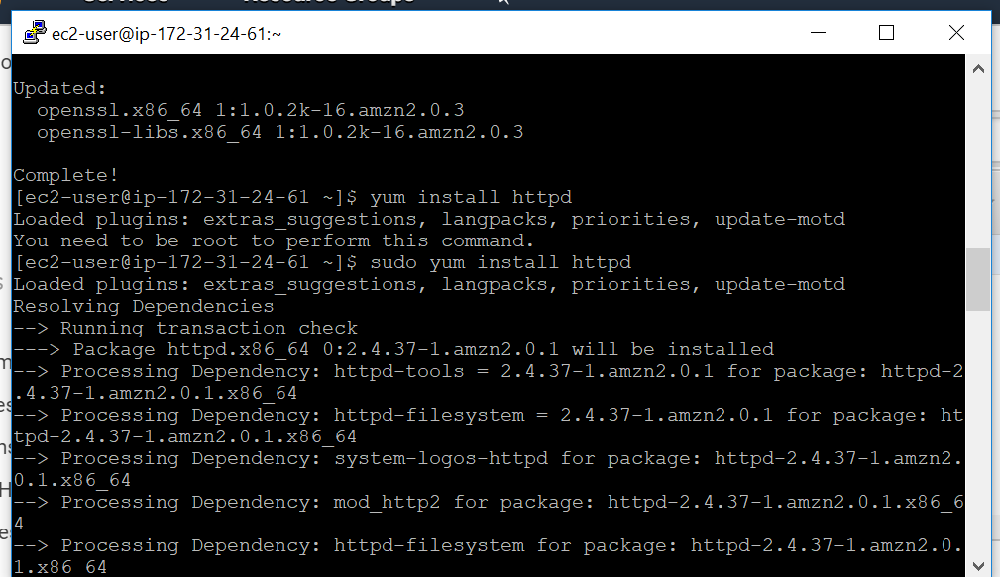 ec2-user@ip-172-31-24-61:~
Updated:
openssl.x86_64 1:1.0.2k-16.amzn2.0.3
openssl-libs.x86_64 1:1.0.2k-16.amzn2.0.3
Complete!
[ec2-user@ip-172-31-24-61 ~]$ yum install httpd
Loaded plugins: extras_suggestions, langpacks, priorities, update-motd
You need to be root to perform this command.
[ec2-user@ip-172-31-24-61 ~]$ sudo yum install httpd
Loaded plugins: extras_suggestions, langpacks, priorities, update-motd
Resolving Dependencies
--> Running transaction check
---> Package httpd.x86_64 0:2.4.37-1.amzn2.0.1 will be installed
--> Processing Dependency: httpd-tools = 2.4.37-1.amzn2.0.1 for package: httpd-2
.4.37-1.amzn2.0.1.x86_64
--> Processing Dependency: httpd-filesystem = 2.4.37-1.amzn2.0.1 for package: ht
tpd-2.4.37-1.amzn2.0.1.x86_64
--> Processing Dependency: system-logos-httpd for package: httpd-2.4.37-1.amzn2.
0.1.x86_64
--> Processing Dependency: mod_http2 for package: httpd-2.4.37-1.amzn2.0.1.x86_6
4
--> Processing Dependency: httpd-filesystem for package: httpd-2.4.37-1.amzn2.0.
1.x86_64